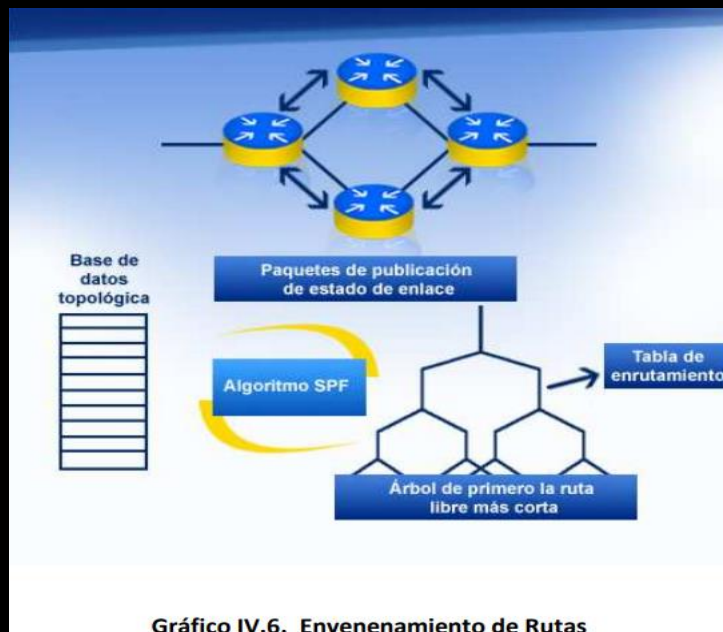 Base de
datos
topológica
Paquetes de publicación
de estado de enlace
Algoritmo SPF
Tabla de
enrutamiento
Árbol de primero la ruta
libre más corta
Gráfico IV.6. Envenenamiento de Rutas